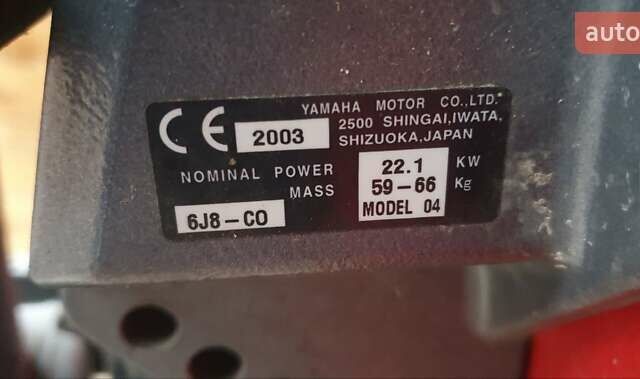 auto
YAMAHA MOTOR CO.,LTD.
2500 SHINGAI,IWATA,
SHIZUOKA,JAPAN
CE 2003
NOMINAL POWER 22.1 KW
MASS 59-66 Kg
6J8-CO MODEL 04